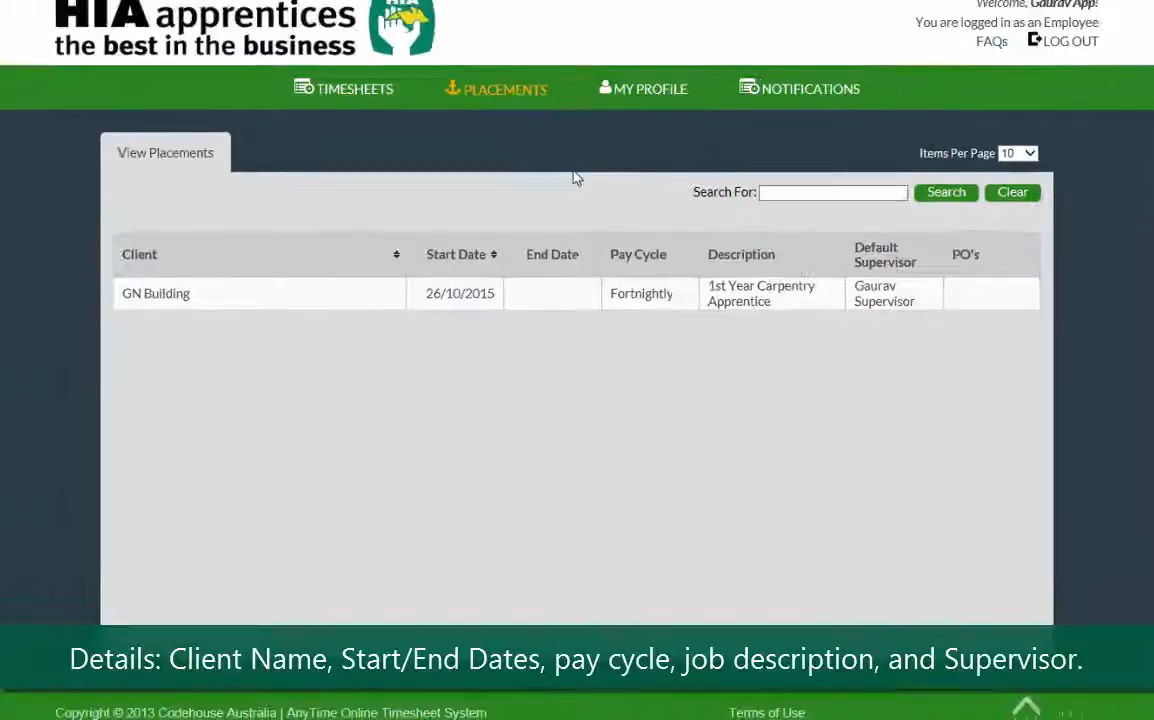 HIA apprentices
the best in the business
HIA
Welcome, Gaurav App!
You are logged in as an Employee
FAQs LOG OUT
TIMESHEETS PLACEMENTS MY PROFILE NOTIFICATIONS
View Placements
Items Per Page 10
Search For: Search Clear
Client Start Date End Date Pay Cycle Description Default Supervisor PO's
GN Building 26/10/2015 Fortnightly 1st Year Carpentry Apprentice Gaurav Supervisor
Details: Client Name, Start/End Dates, pay cycle, job description, and Supervisor.
Copyright © 2013 Codehouse Australia | AnyTime Online Timesheet System Terms of Use